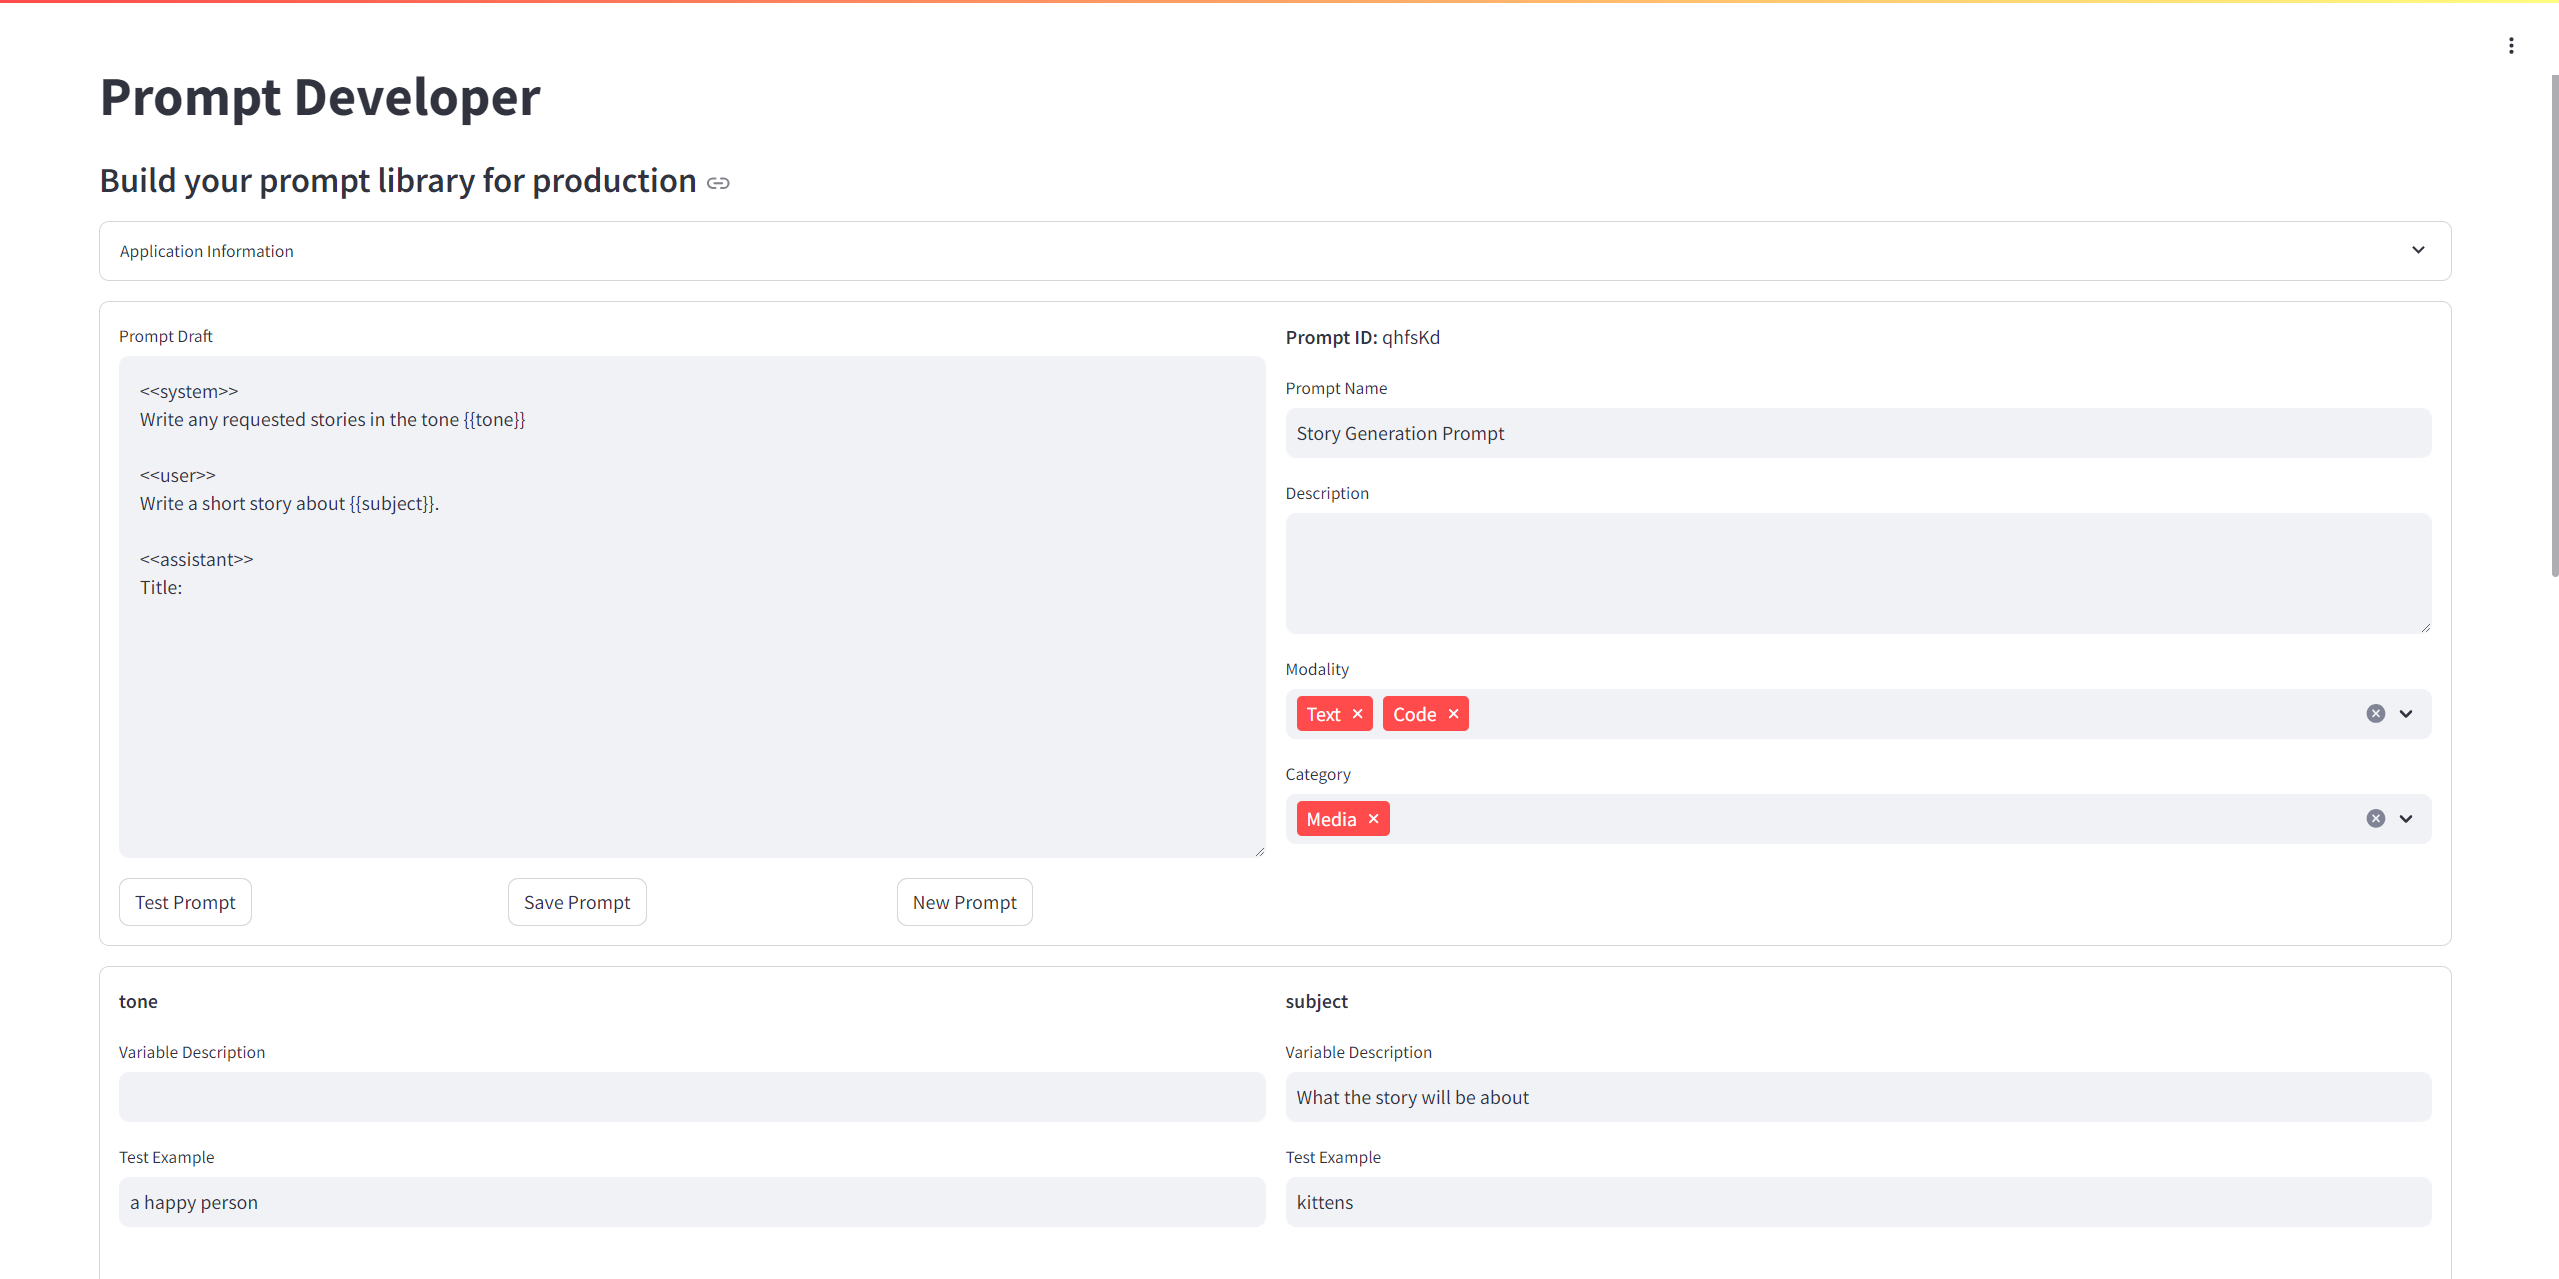 Prompt Developer
Build your prompt library for production
Application Information
Prompt Draft
<<system>>
Write any requested stories in the tone {{tone}}
<<user>>
Write a short story about {{subject}}.
<<assistant>>
Title:
Test Prompt
Save Prompt
New Prompt
Prompt ID: qhfsKd
Prompt Name
Story Generation Prompt
Description
Modality
Text
Code
Category
Media
tone
Variable Description
Test Example
a happy person
subject
Variable Description
What the story will be about
Test Example
kittens